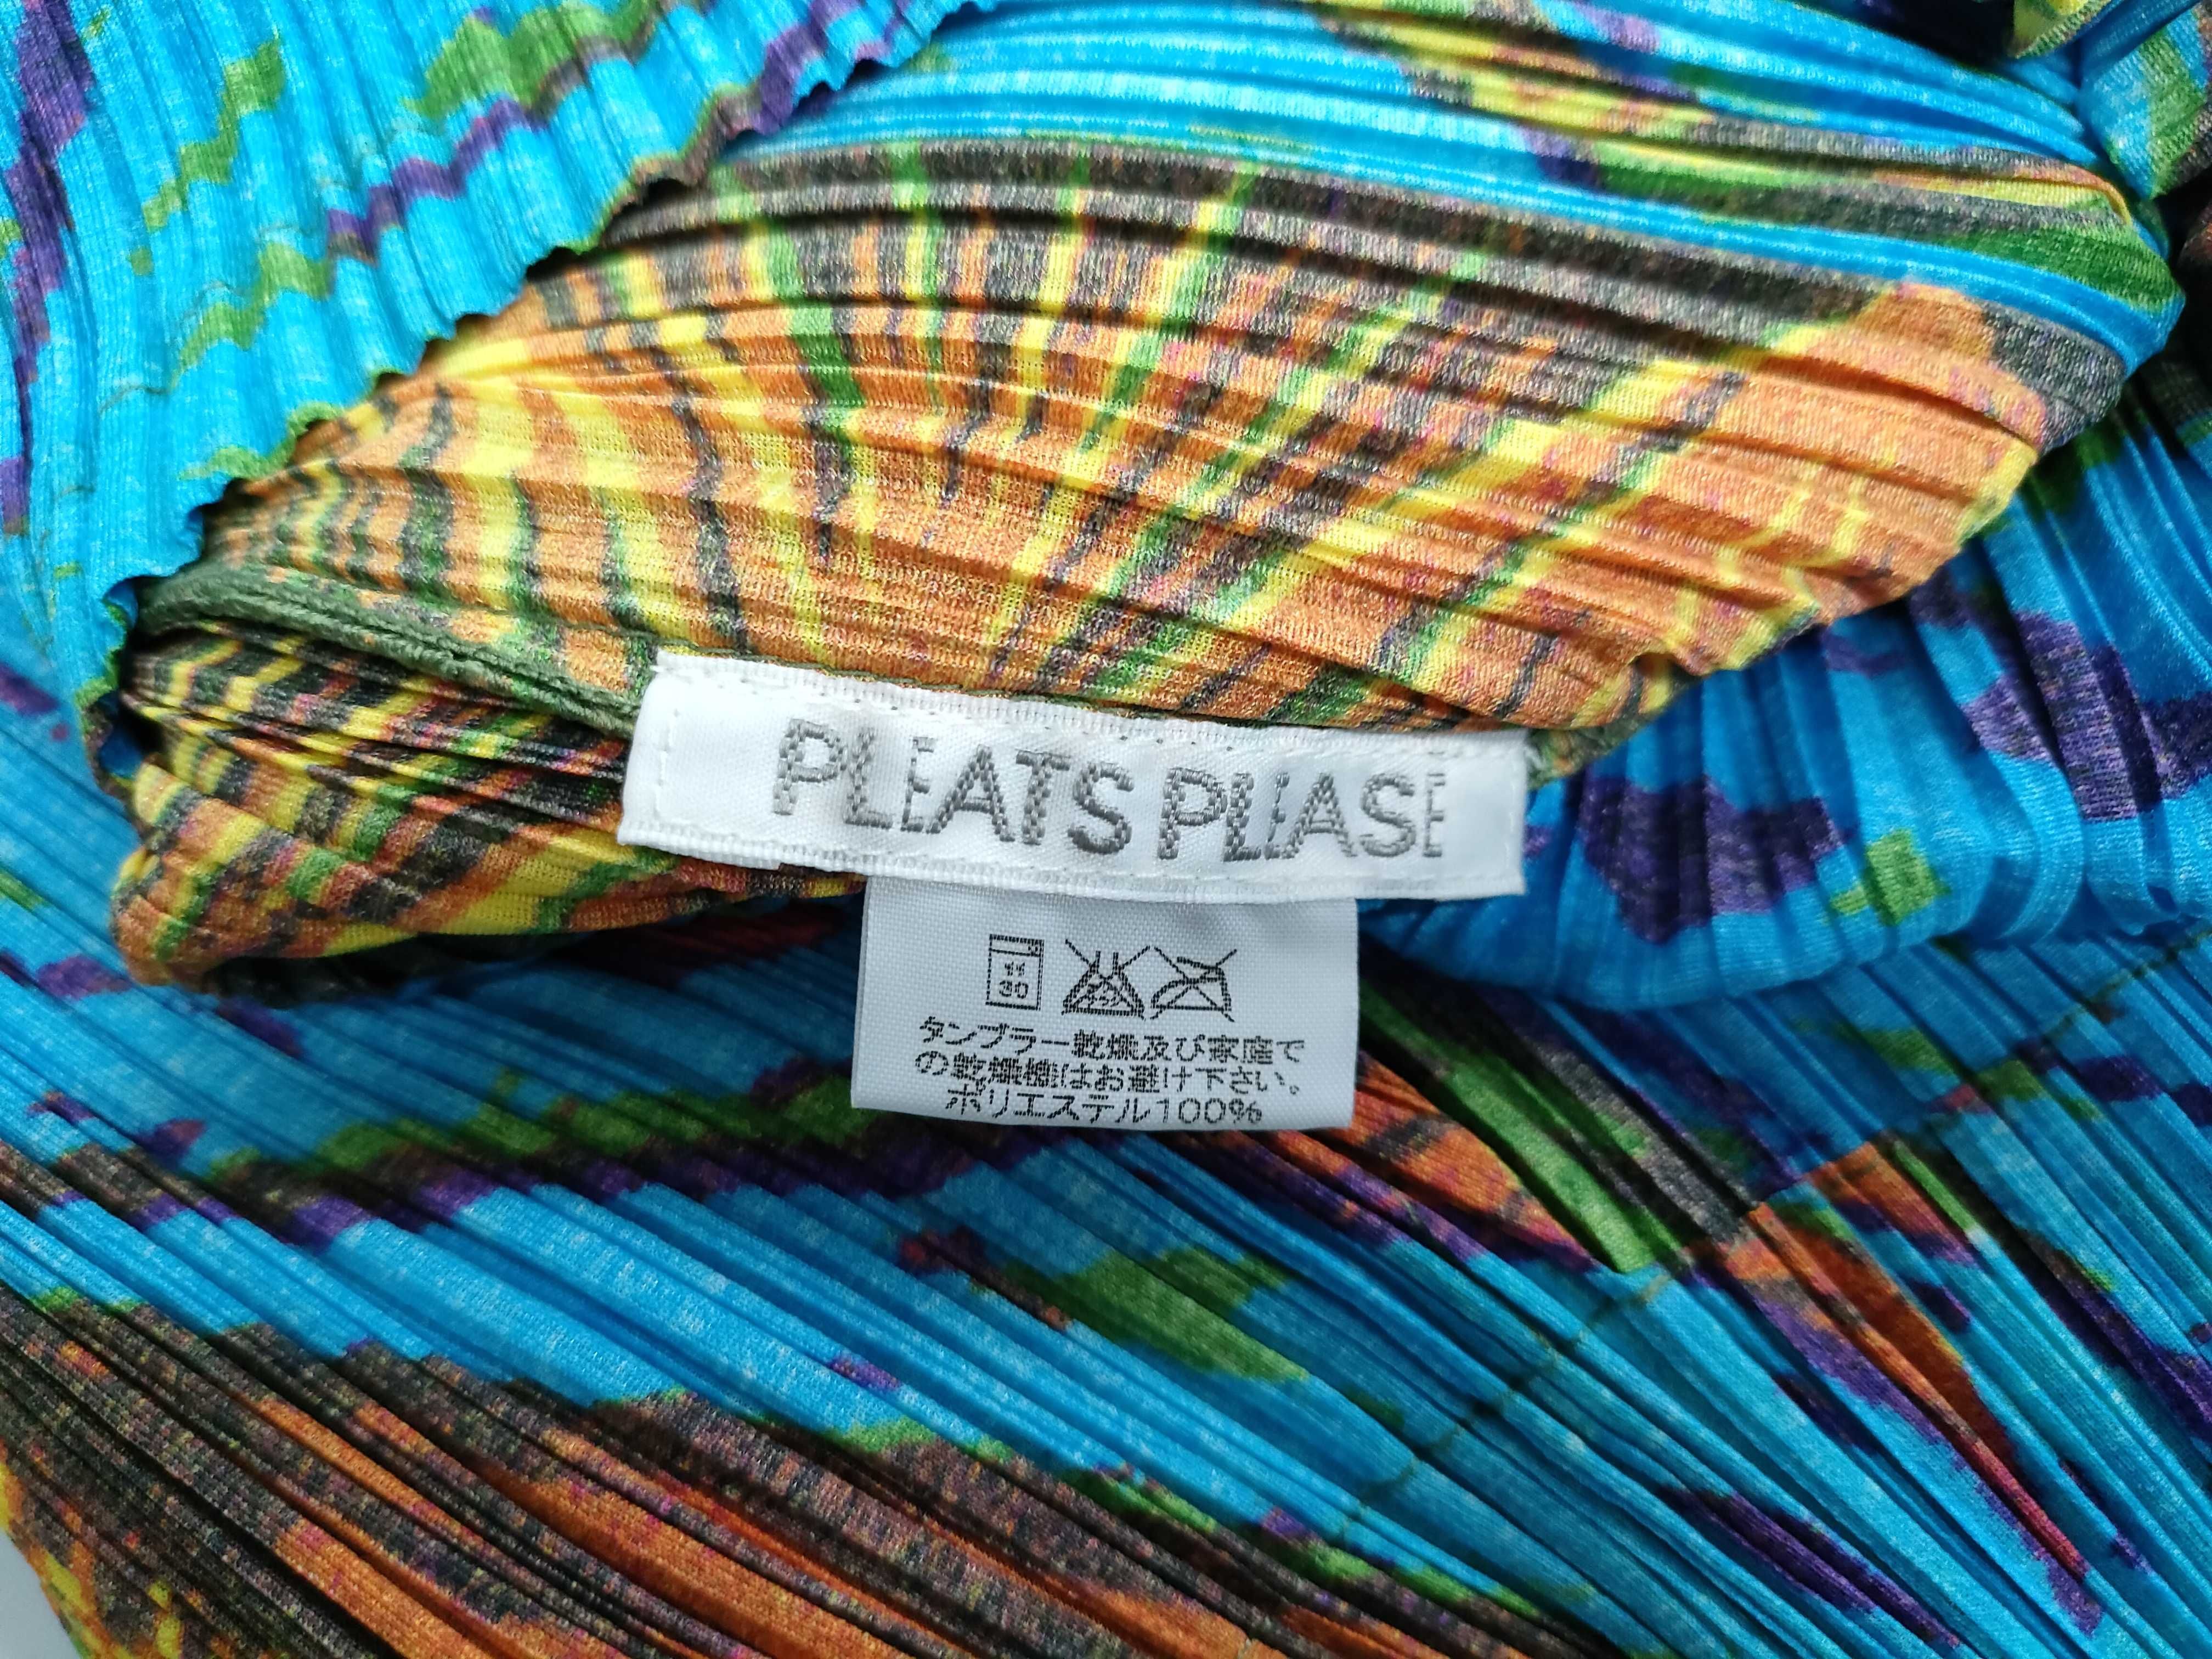 PLEATS PLEASE
30
タンブラー乾燥及び家庭で
の乾燥機はお避け下さい。
ポリエステル100%